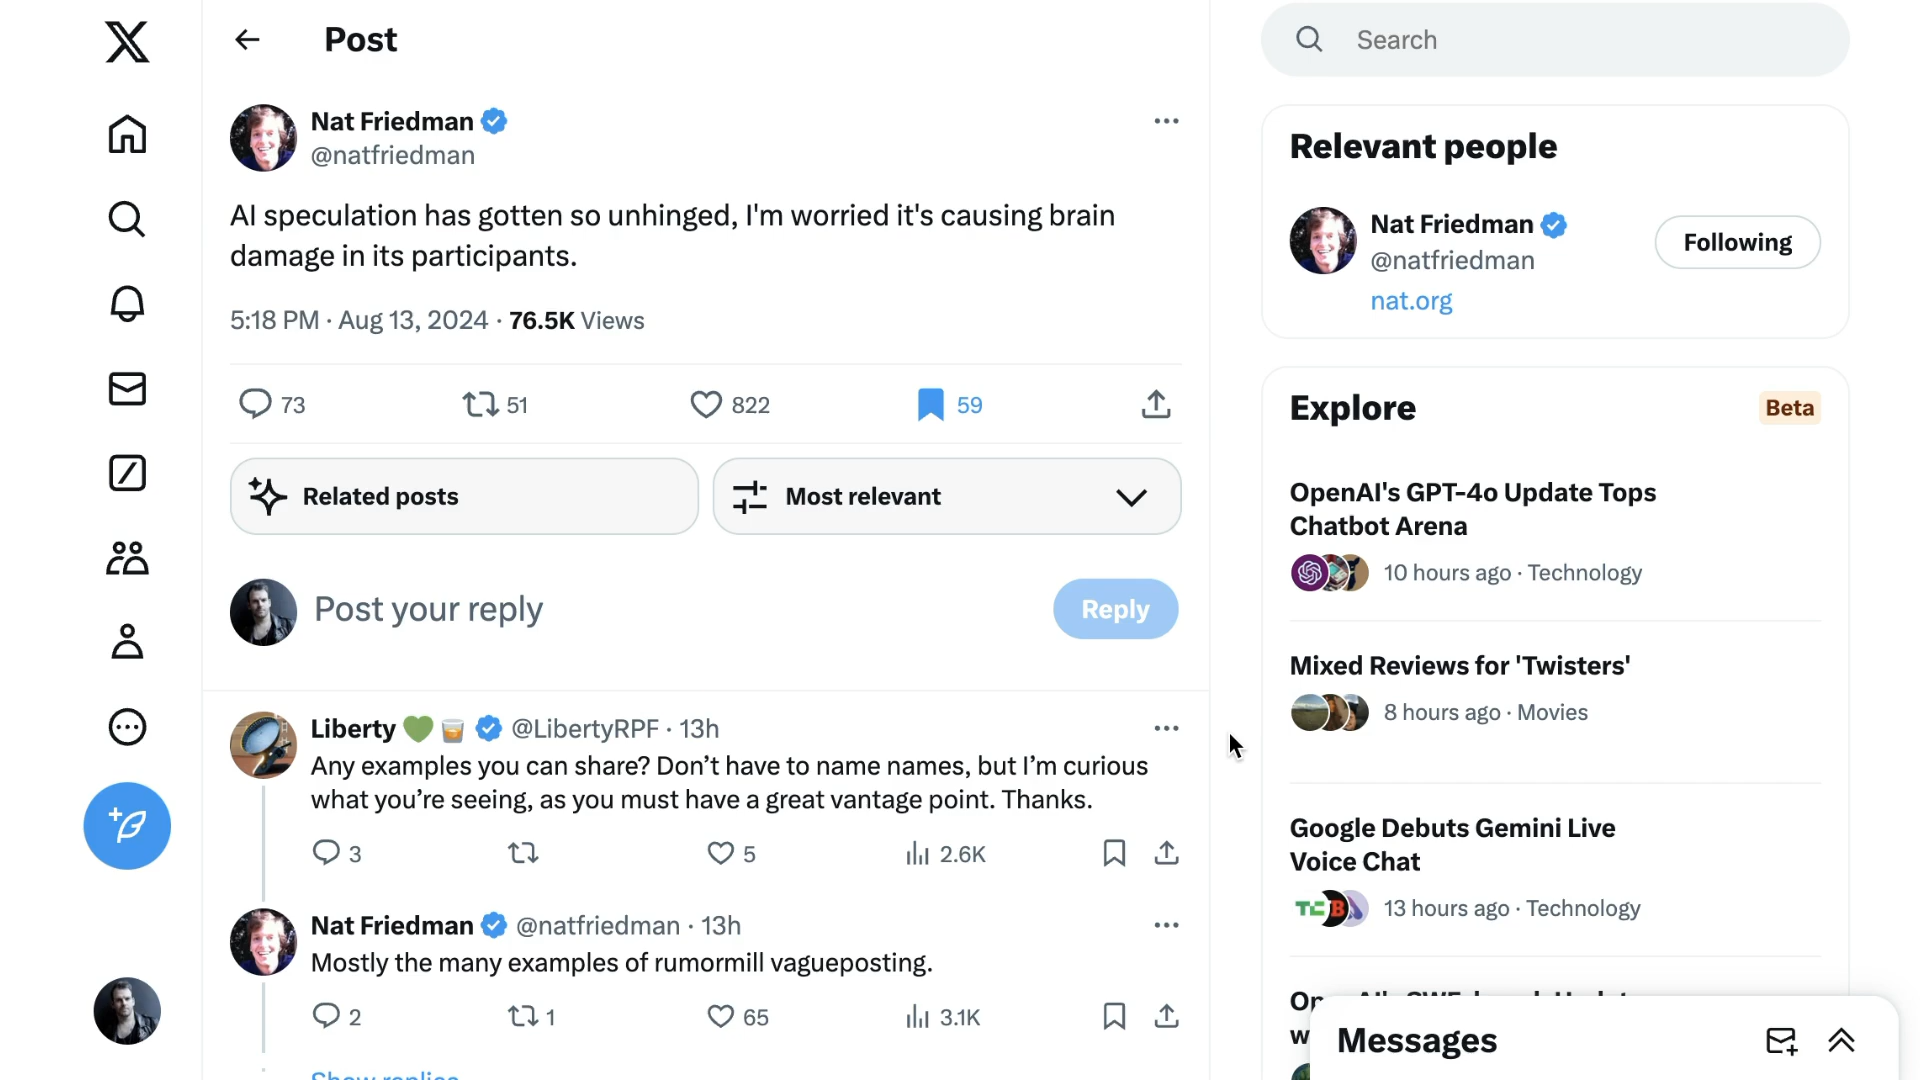 Post
Nat Friedman
@natfriedman
AI speculation has gotten so unhinged, I'm worried it's causing brain
damage in its participants.
5:18 PM · Aug 13, 2024 · 76.5K Views
73 51 822 59
Related posts
Most relevant
Post your reply
Reply
Liberty @LibertyRPF · 13h
Any examples you can share? Don’t have to name names, but I’m curious
what you’re seeing, as you must have a great vantage point. Thanks.
3 5 2.6K
Nat Friedman @natfriedman · 13h
Mostly the many examples of rumormill vagueposting.
2 1 65 3.1K
Show replies
Search
Relevant people
Nat Friedman
@natfriedman
nat.org
Following
Explore
Beta
OpenAI's GPT-4o Update Tops
Chatbot Arena
10 hours ago · Technology
Mixed Reviews for 'Twisters'
8 hours ago · Movies
Google Debuts Gemini Live
Voice Chat
TC B
13 hours ago · Technology
Messages